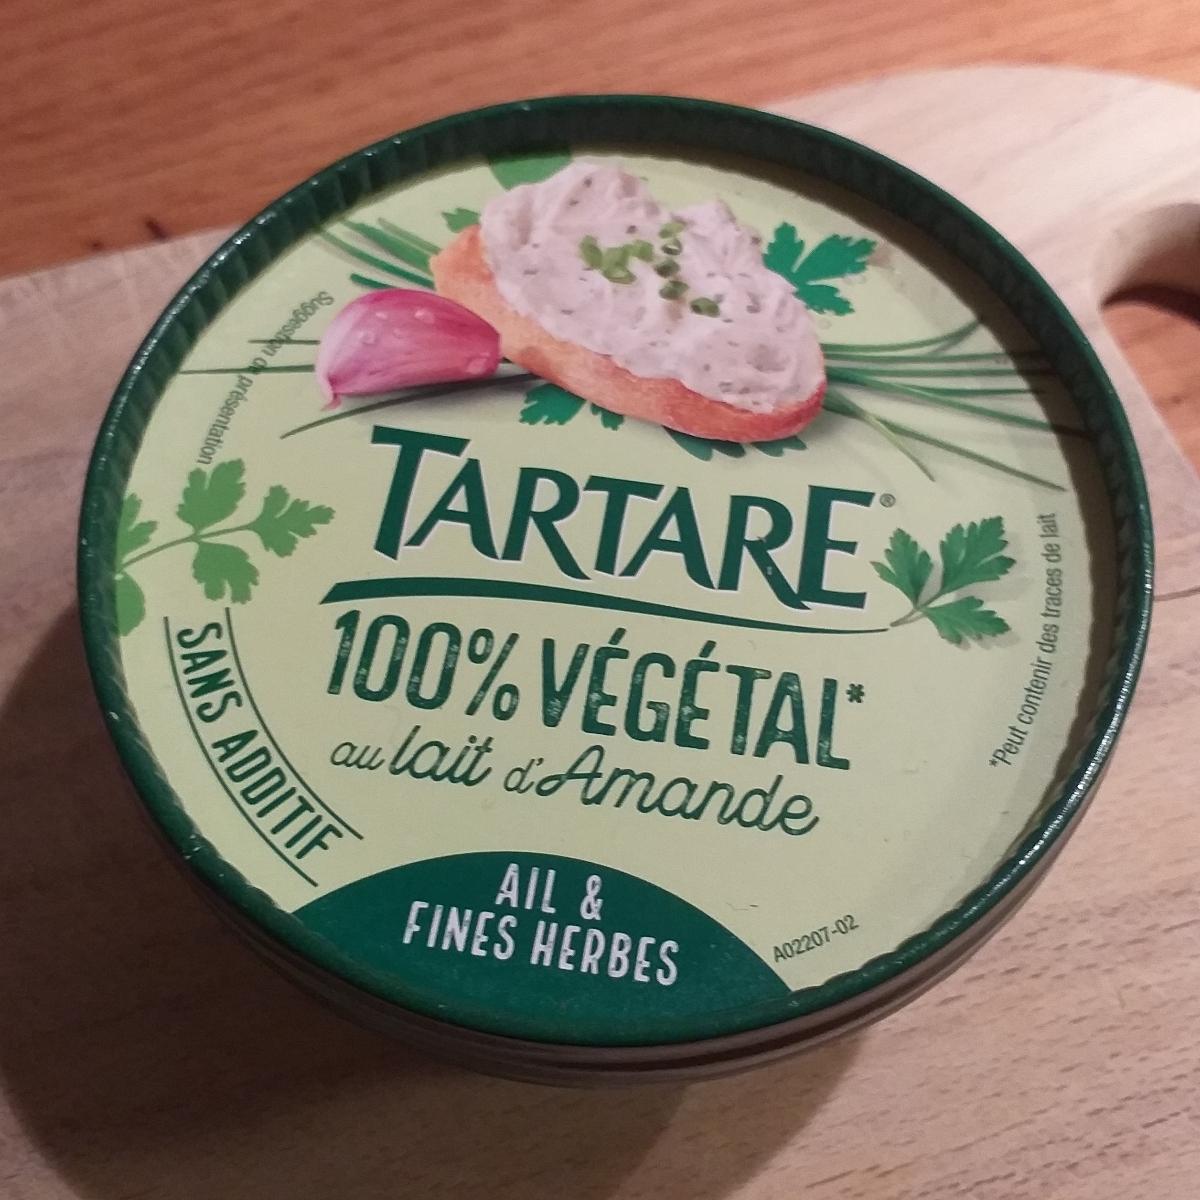 Suggestion de présentation
TARTARE®
100% VÉGÉTAL*
au lait d'Amande
SANS ADDITIF
*Peut contenir des traces de lait
AIL &
FINES HERBES
A02207-02